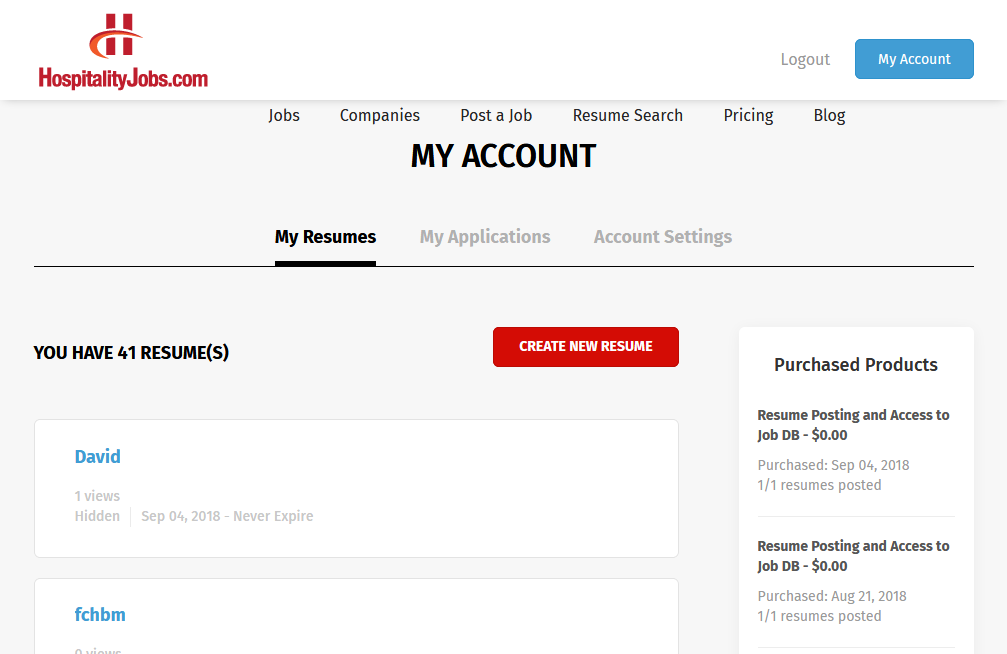 HospitalityJobs.com
Logout
My Account
Jobs Companies Post a Job Resume Search Pricing Blog
MY ACCOUNT
My Resumes My Applications Account Settings
YOU HAVE 41 RESUME(S)
CREATE NEW RESUME
David
1 views
Hidden Sep 04, 2018 - Never Expire
fchbm
0 views
Purchased Products
Resume Posting and Access to
Job DB - $0.00
Purchased: Sep 04, 2018
1/1 resumes posted
Resume Posting and Access to
Job DB - $0.00
Purchased: Aug 21, 2018
1/1 resumes posted